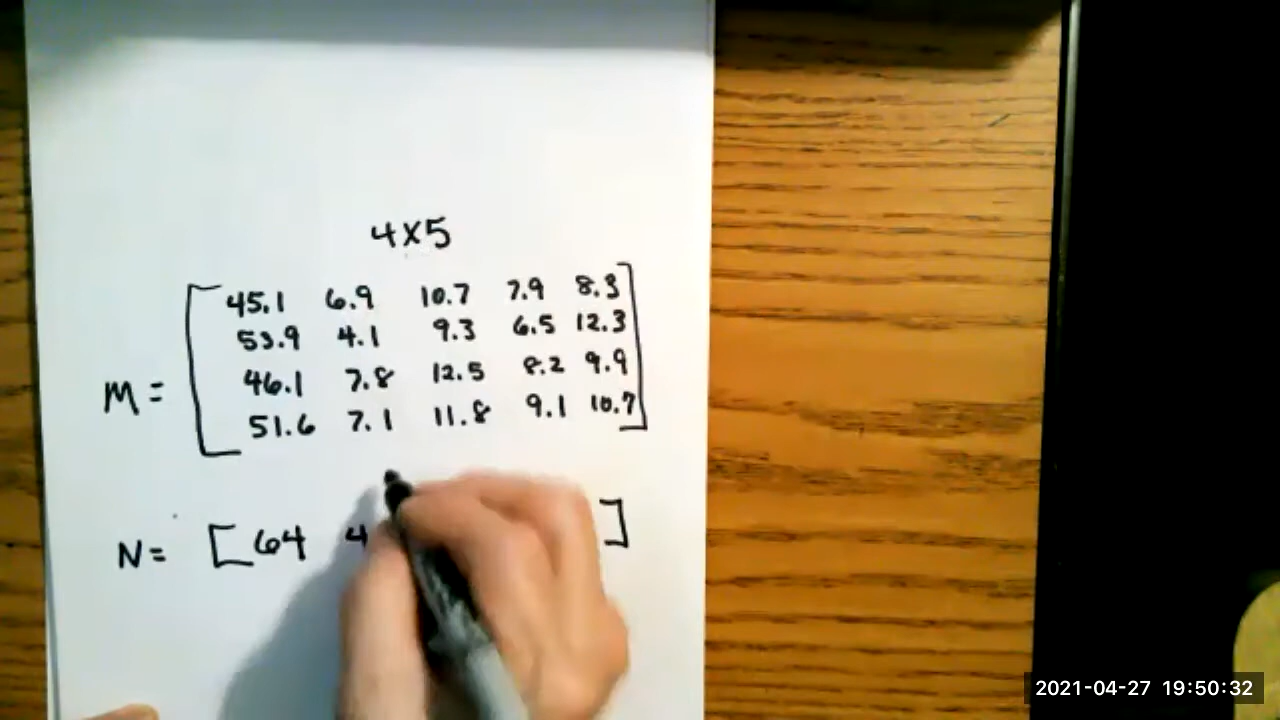 4x5
45.1 6.9 10.7 7.9 8.3
53.9 4.1 9.3 6.5 12.3
M = 46.1 7.8 12.5 8.2 9.9
51.6 7.1 11.8 9.1 10.7
N = [64 4 ]
2021-04-27 19:50:32